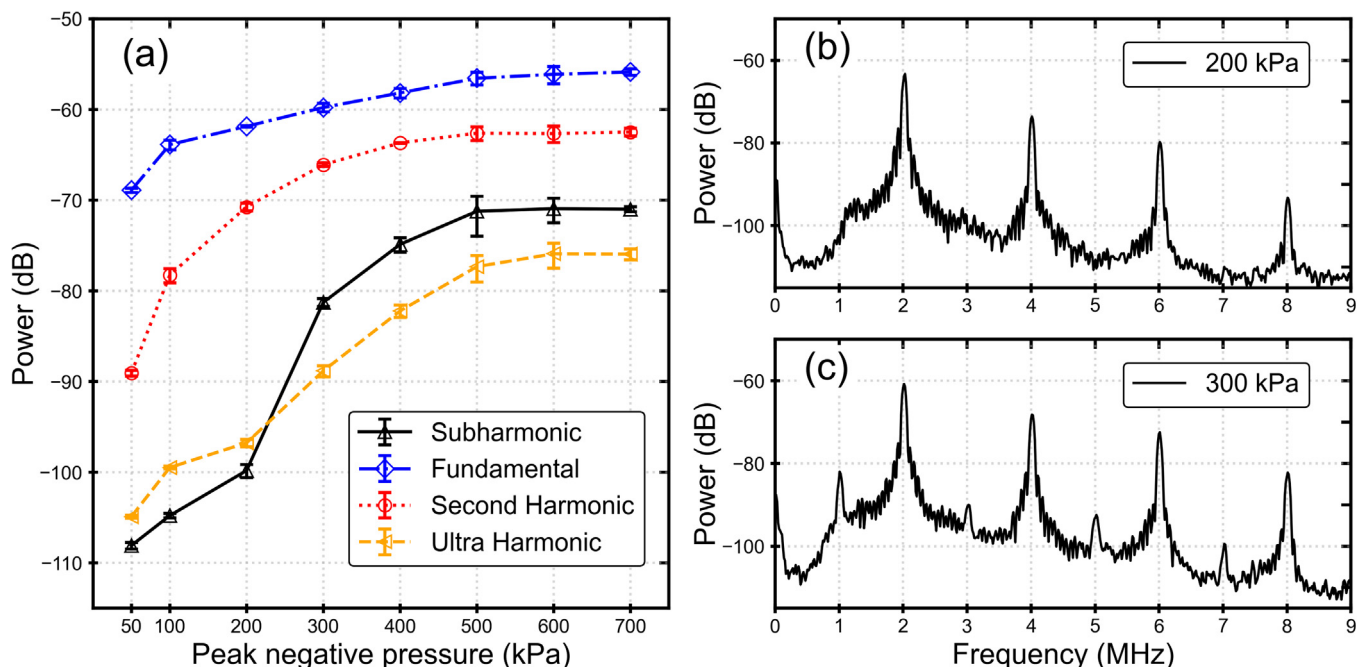 (a)
−50
−60
−70
−80
−90
−100
−110
Power (dB)
50 100 200 300 400 500 600 700
Peak negative pressure (kPa)
Subharmonic
Fundamental
Second Harmonic
Ultra Harmonic
(b)
200 kPa
−60
−80
−100
Power (dB)
0 1 2 3 4 5 6 7 8 9
(c)
300 kPa
−60
−80
−100
Power (dB)
0 1 2 3 4 5 6 7 8 9
Frequency (MHz)